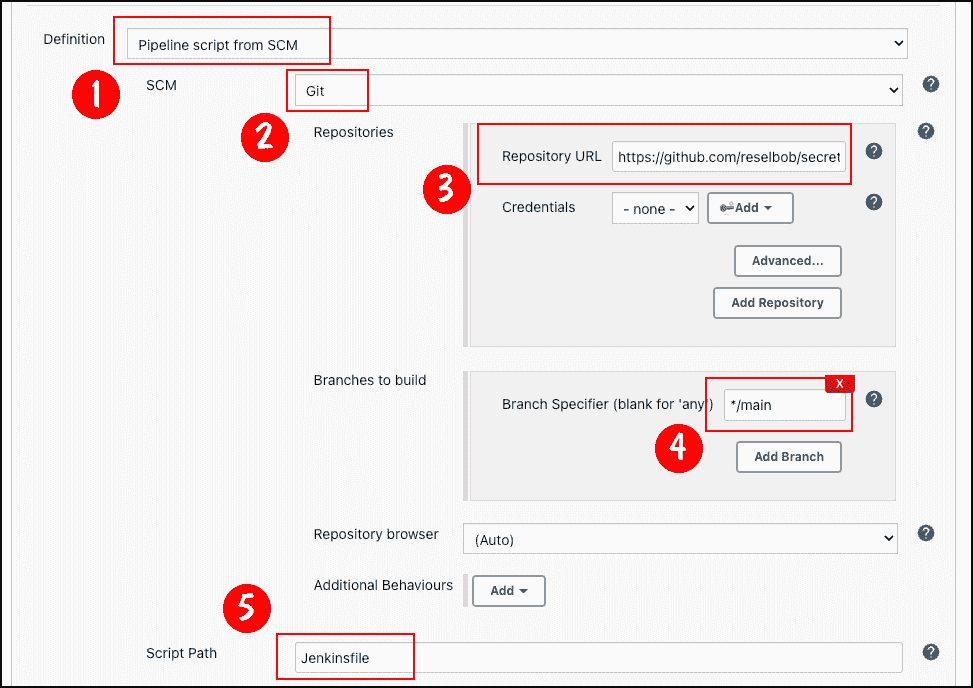 Definition
Pipeline script from SCM
1
SCM
Git
2
Repositories
Repository URL
https://github.com/reselbob/secret
3
Credentials
- none -
Add
Advanced...
Add Repository
Branches to build
X
Branch Specifier (blank for 'any')
*/main
4
Add Branch
Repository browser
(Auto)
Additional Behaviours
Add
5
Script Path
Jenkinsfile
?
?
?
?
?
?
?